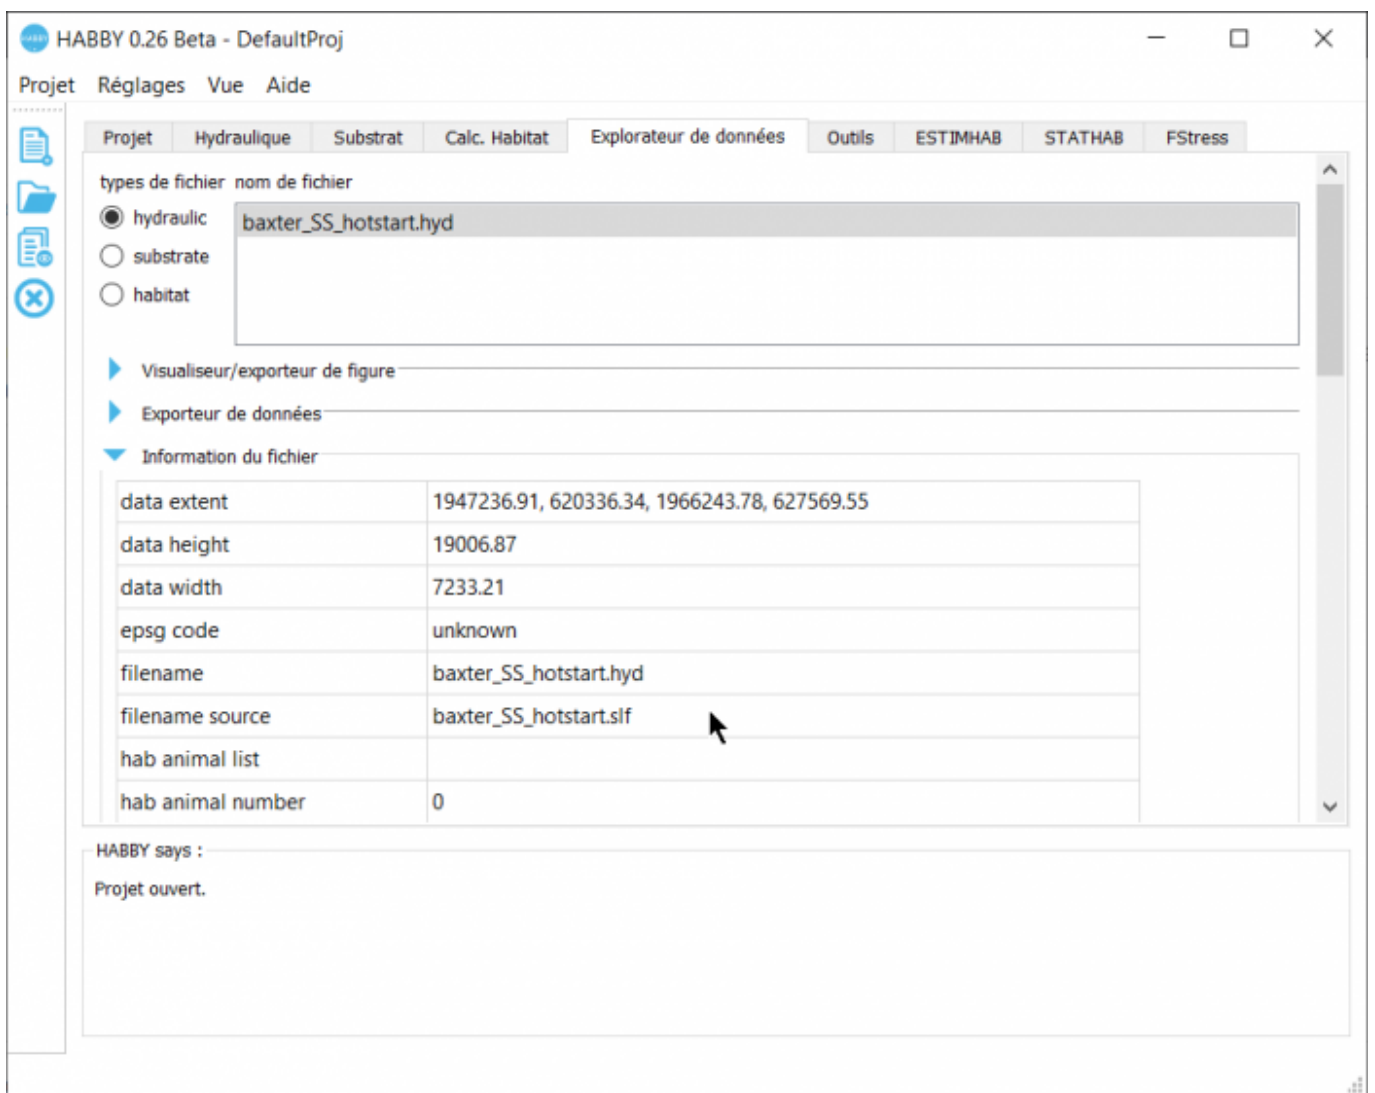 HABBY 0.26 Beta - DefaultProj
Projet Réglages Vue Aide
Projet Hydraulique Substrat Calc. Habitat Explorateur de données Outils ESTIMHAB STATHAB FStress
types de fichier nom de fichier
hydraulic baxter_SS_hotstart.hyd
substrate
habitat
Visualiseur/exporteur de figure
Exporteur de données
Information du fichier
data extent 1947236.91, 620336.34, 1966243.78, 627569.55
data height 19006.87
data width 7233.21
epsg code unknown
filename baxter_SS_hotstart.hyd
filename source baxter_SS_hotstart.slf
hab animal list
hab animal number 0
HABBY says :
Projet ouvert.